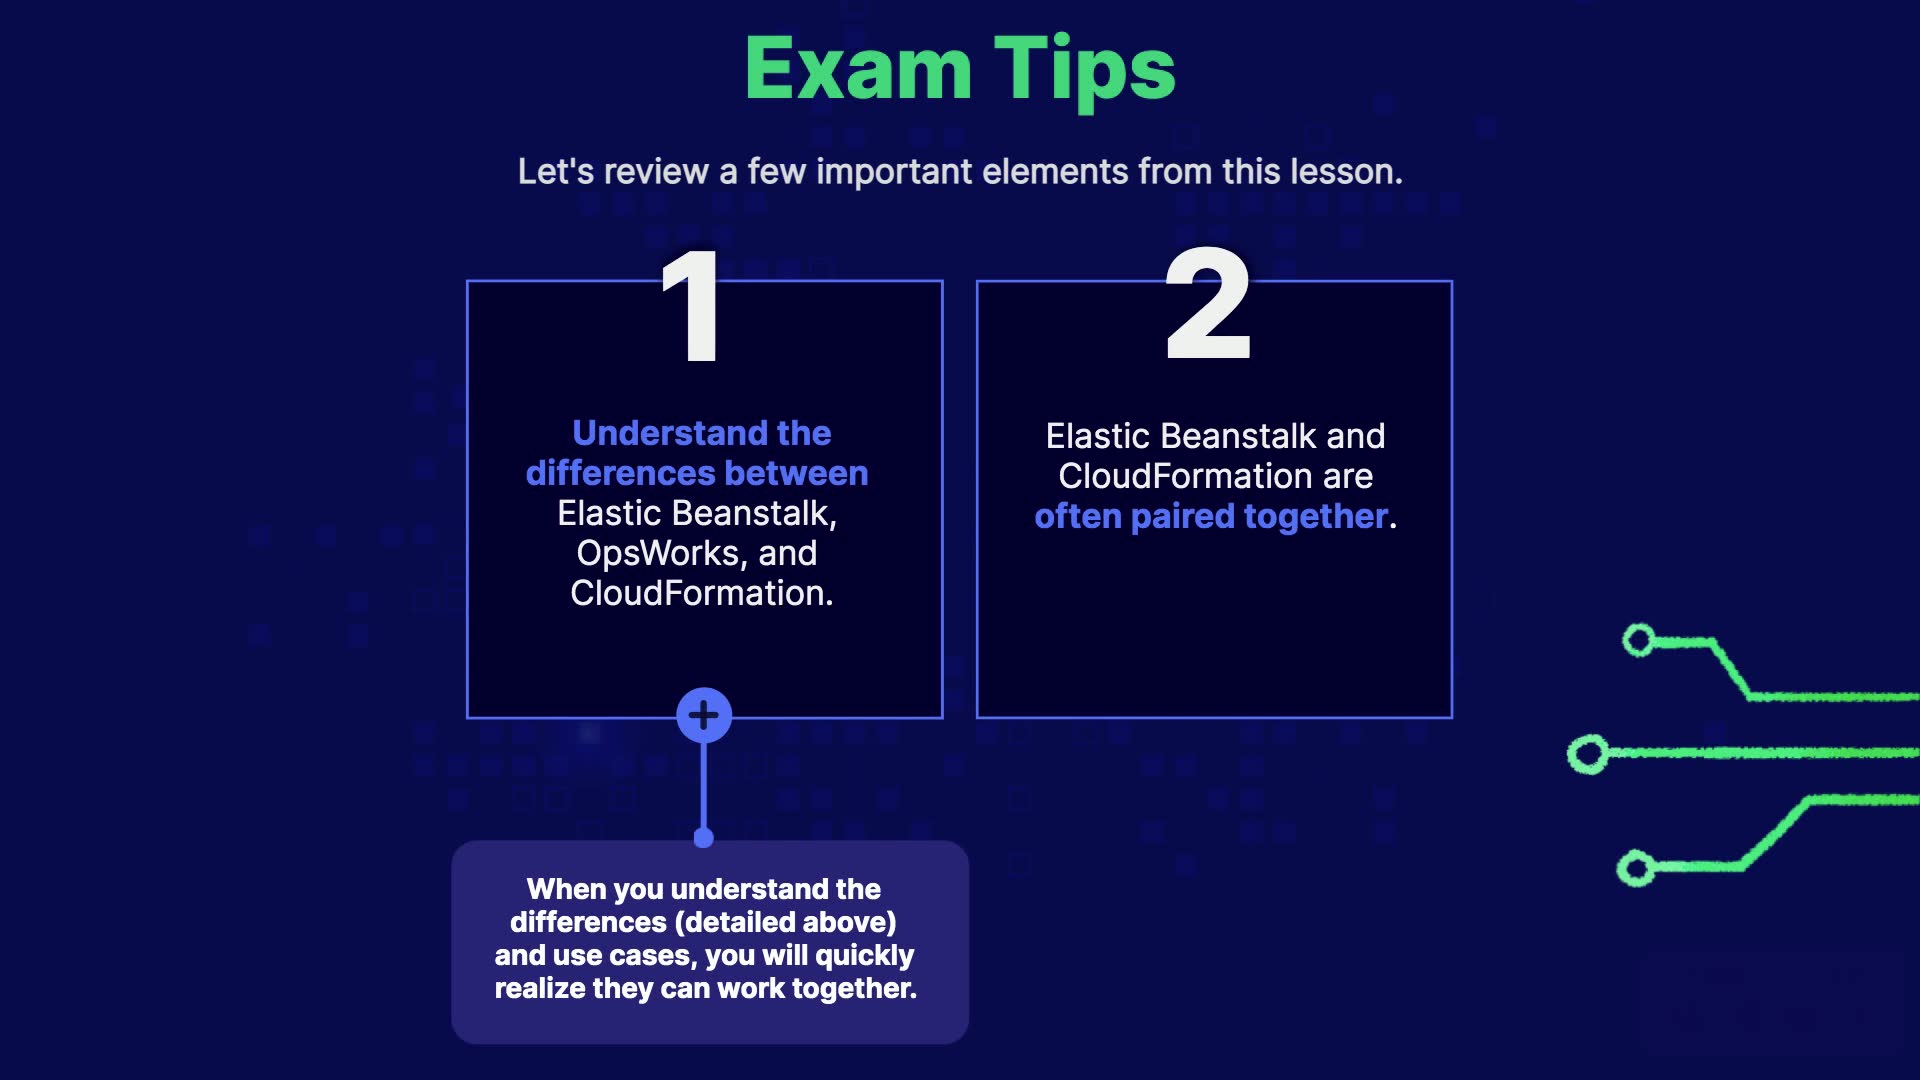 Exam Tips
Let's review a few important elements from this lesson.
1
Understand the
differences between
Elastic Beanstalk,
OpsWorks, and
CloudFormation.
2
Elastic Beanstalk and
CloudFormation are
often paired together.
When you understand the
differences (detailed above)
and use cases, you will quickly
realize they can work together.